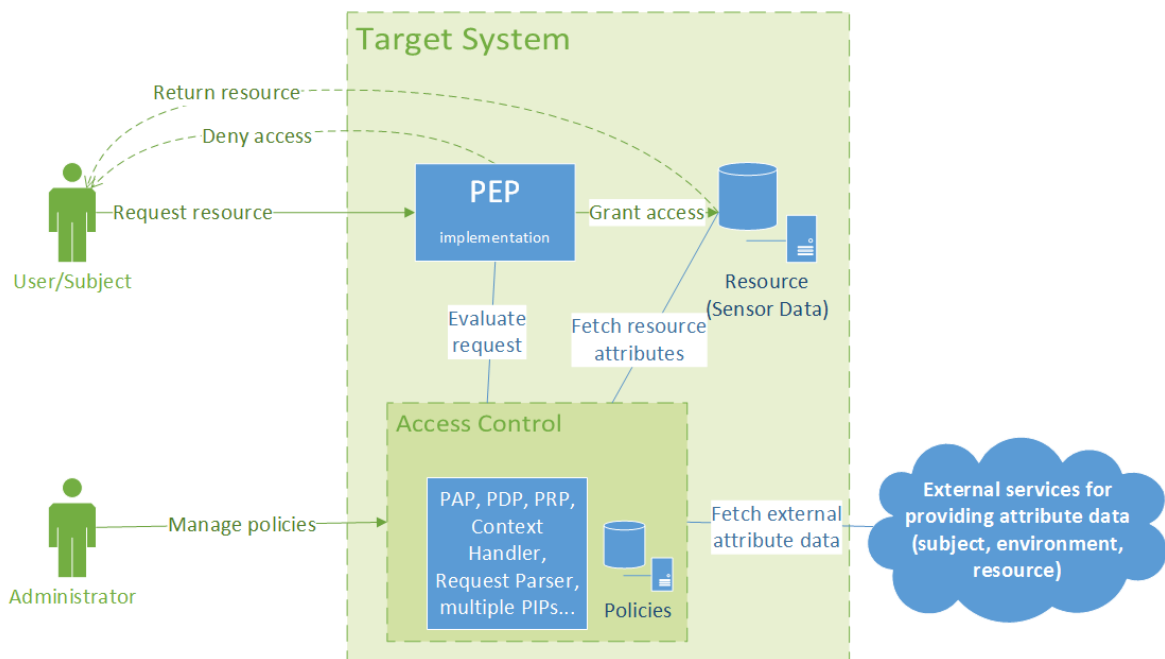 Target System
Return resource
Deny access
PEP
implementation
Request resource
Grant access
User/Subject
Resource
(Sensor Data)
Evaluate
request
Fetch resource
attributes
Access Control
PAP, PDP, PRP,
Context
Handler,
Request Parser,
multiple PIPs...
Policies
Manage policies
Administrator
Fetch external
attribute data
External services for
providing attribute data
(subject, environment,
resource)